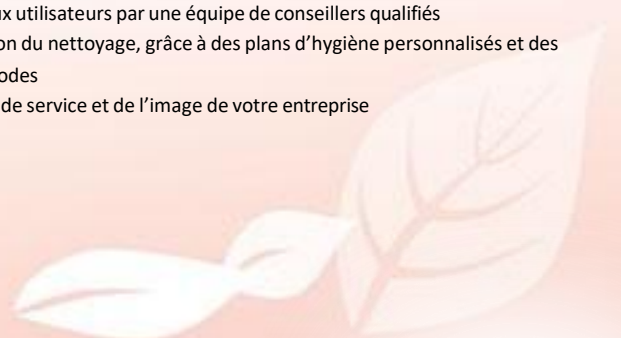 ux utilisateurs par une équipe de conseillers qualifiés
on du nettoyage, grâce à des plans d’hygiène personnalisés et des
odes
de service et de l’image de votre entreprise